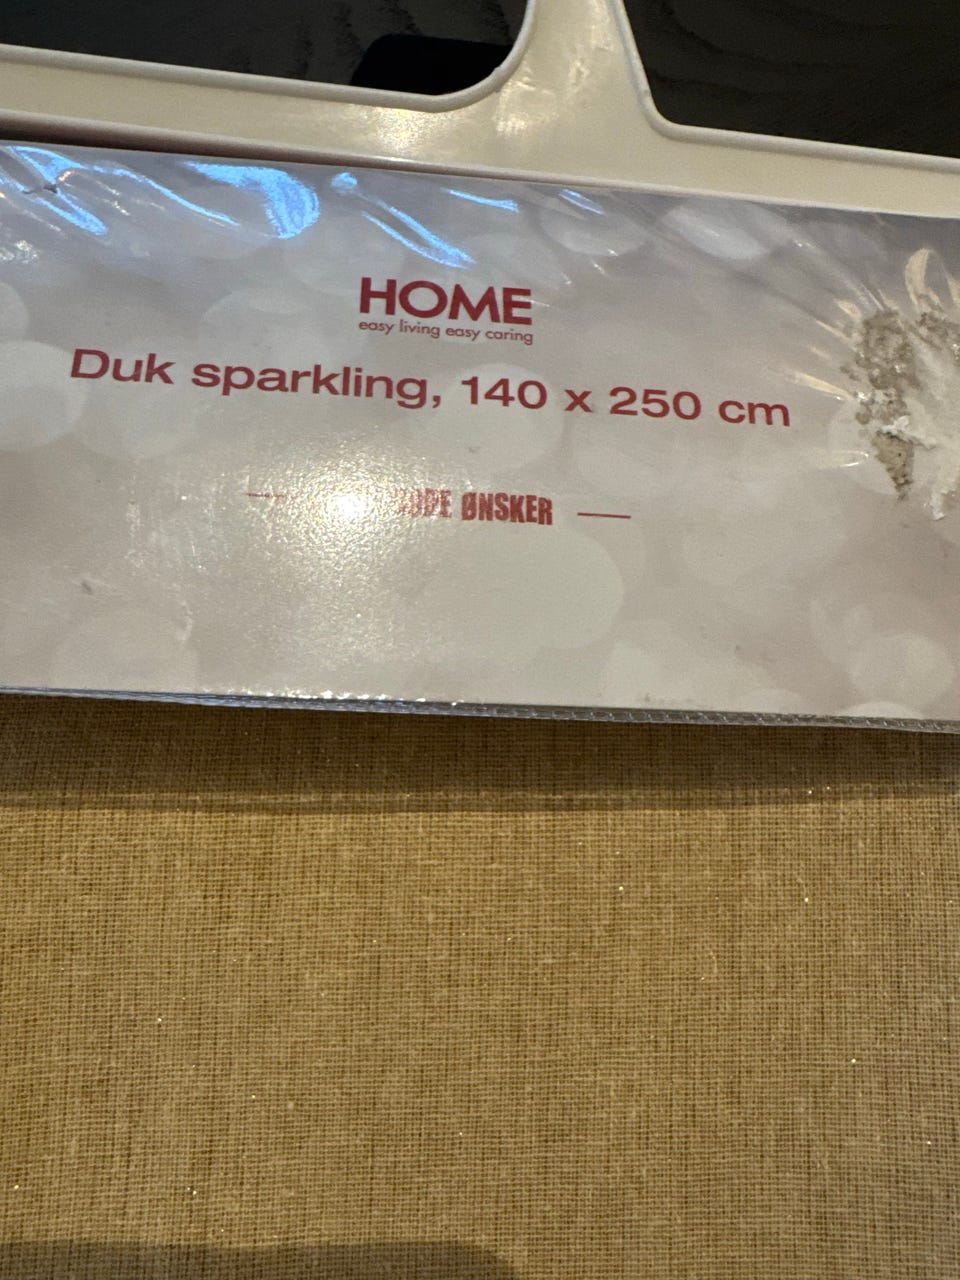 HOME
easy living easy caring
Duk sparkling, 140 x 250 cm
ØNSKER